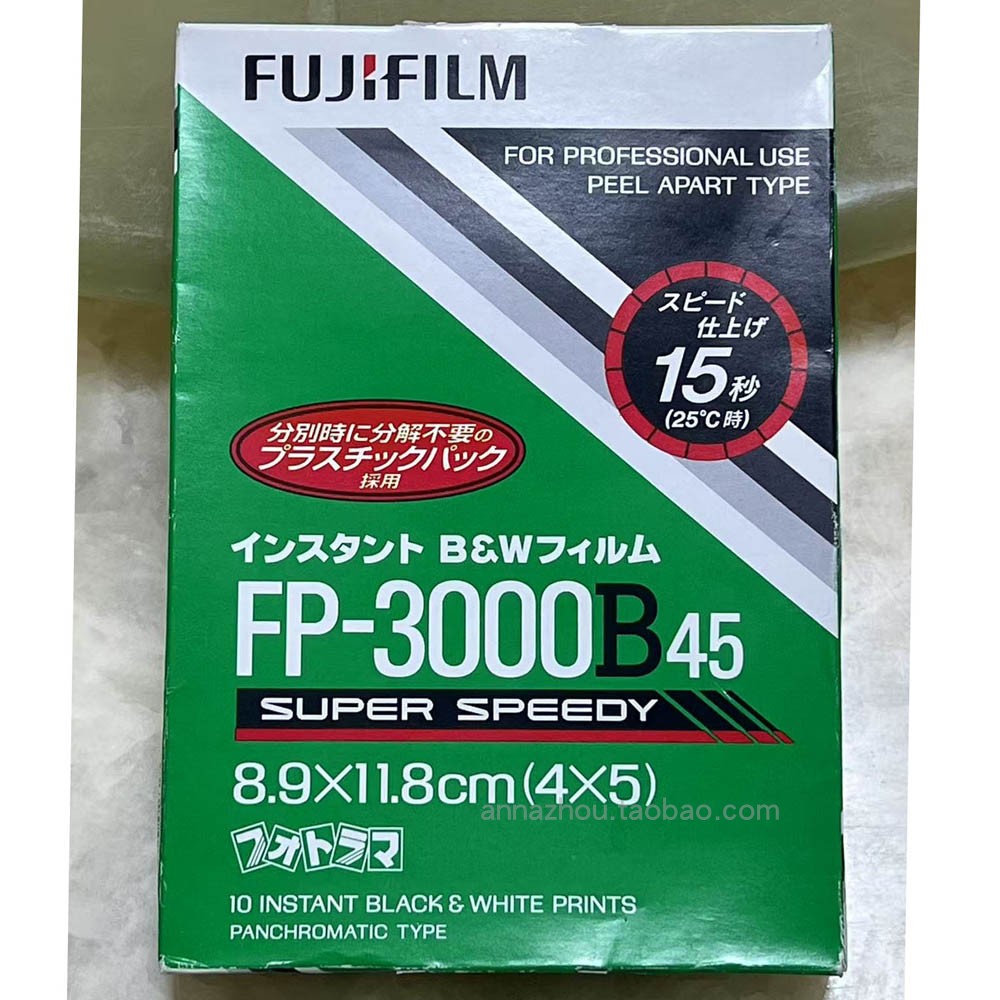 FUJIFILM
FOR PROFESSIONAL USE
PEEL APART TYPE
スピード
仕上げ
15秒
(25℃時)
分別時に分解不要の
プラスチックパック
採用
インスタント B&Wフィルム
FP-3000B45
SUPER SPEEDY
8.9×11.8cm(4×5)
annazhou.taobao.com
フォトラマ
10 INSTANT BLACK & WHITE PRINTS
PANCHROMATIC TYPE